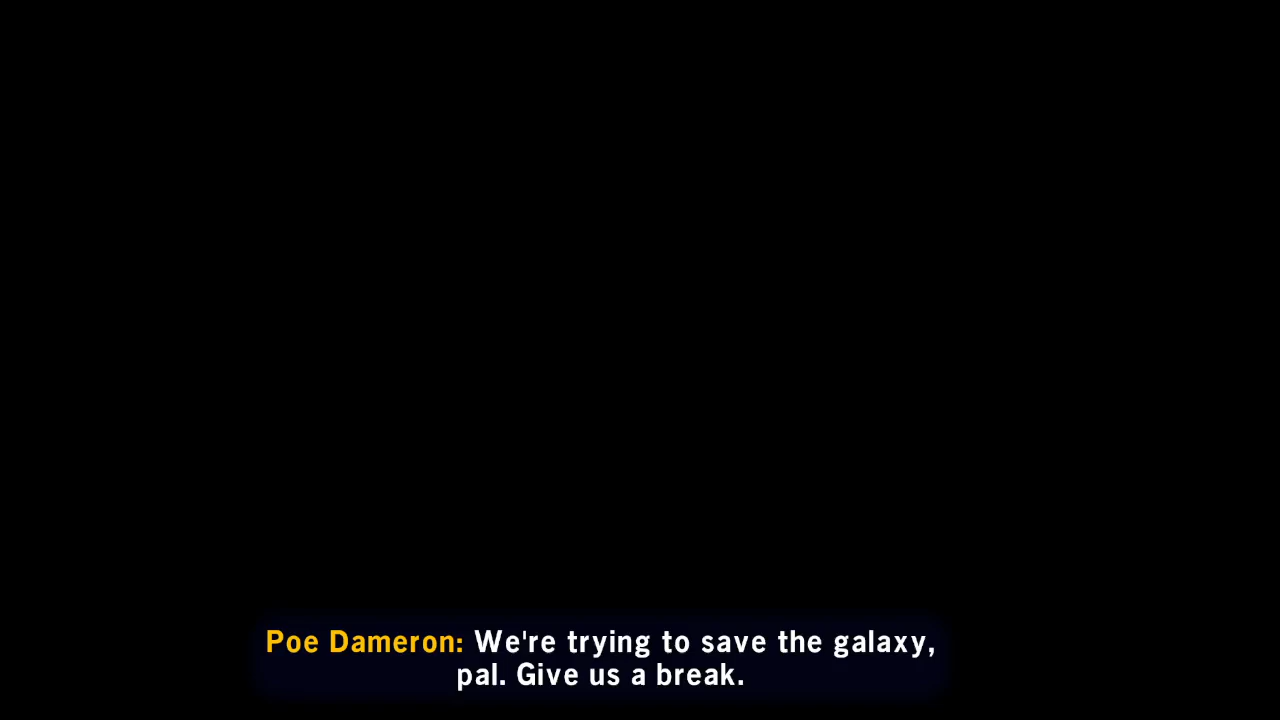 Poe Dameron: We're trying to save the galaxy,
pal. Give us a break.